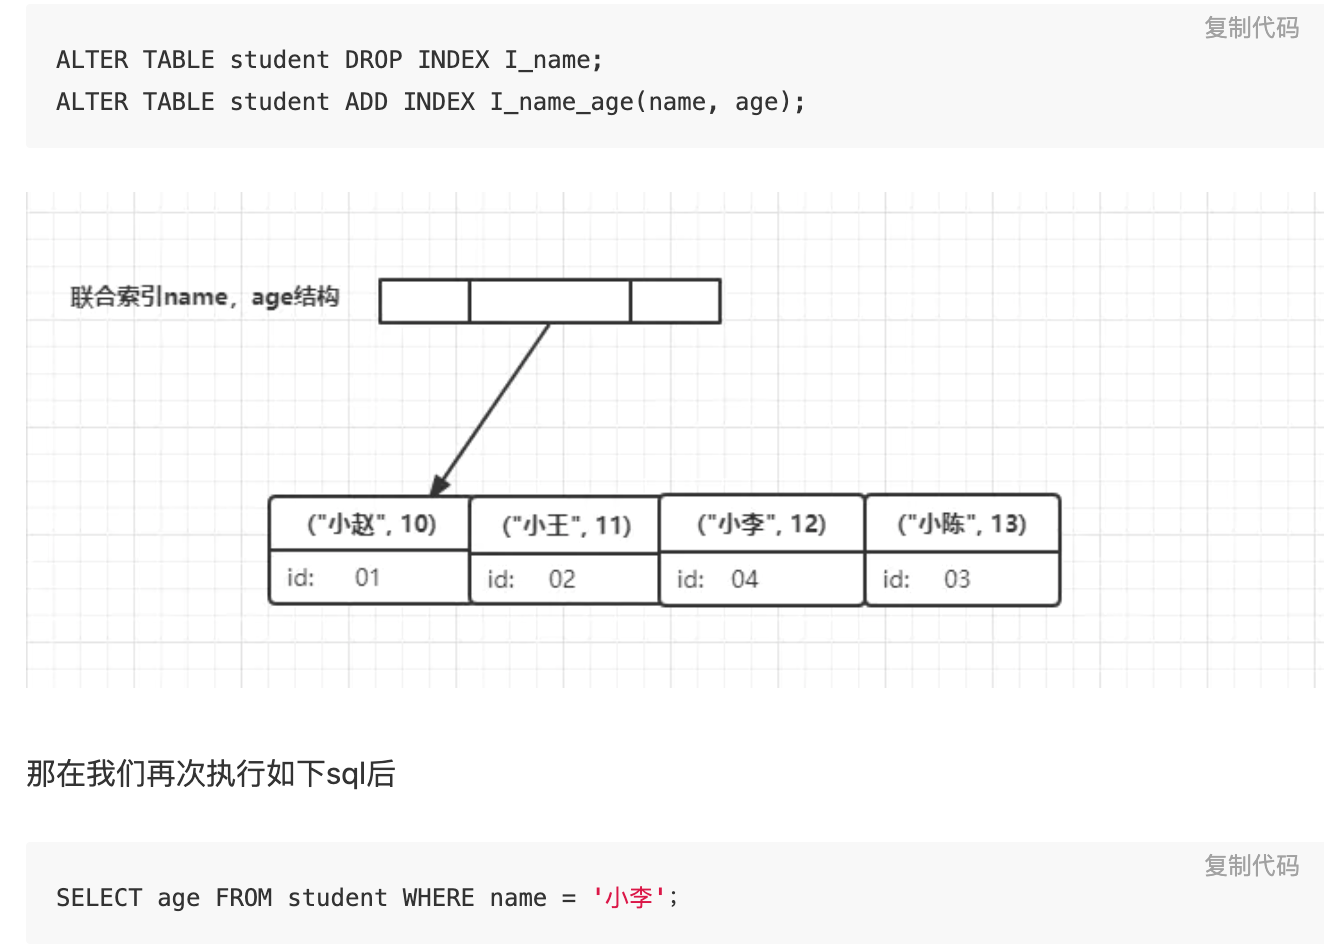 复制代码
ALTER TABLE student DROP INDEX I_name;
ALTER TABLE student ADD INDEX I_name_age(name, age);
联合索引name，age结构
("小赵", 10) ("小王", 11) ("小李", 12) ("小陈", 13)
id: 01 id: 02 id: 04 id: 03
那在我们再次执行如下sql后
复制代码
SELECT age FROM student WHERE name = '小李';